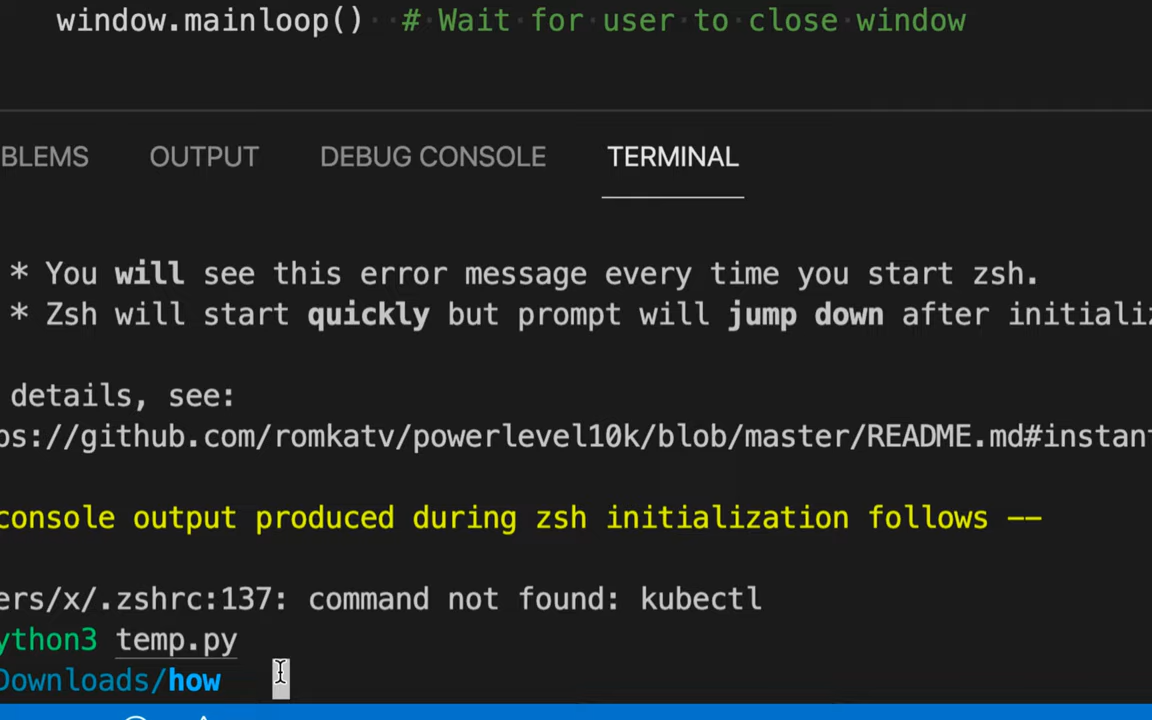 window.mainloop()  # Wait for user to close window
BLEMS OUTPUT DEBUG CONSOLE TERMINAL
* You will see this error message every time you start zsh.
* Zsh will start quickly but prompt will jump down after initializ
details, see:
ps://github.com/romkatv/powerlevel10k/blob/master/README.md#instant
console output produced during zsh initialization follows --
ers/x/.zshrc:137: command not found: kubectl
ython3 temp.py
Downloads/how